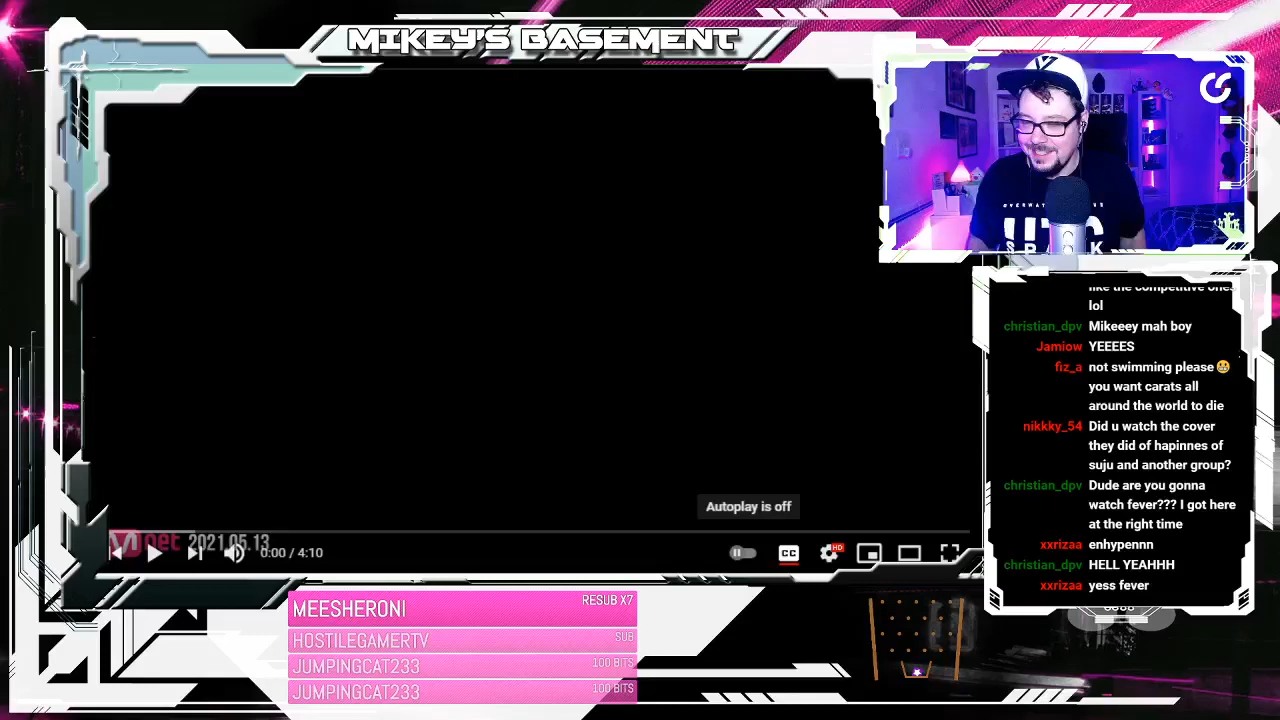 MIKEY'S BASEMENT
lol
christian_dpv Mikeeey mah boy
Jamiow YEEEES
fiz_a not swimming please😬
you want carats all
around the world to die
nikkky_54 Did u watch the cover
they did of hapinnes of
suju and another group?
christian_dpv Dude are you gonna
watch fever??? I got here
at the right time
xxrizaa enhypennn
christian_dpv HELL YEAHHH
xxrizaa yess fever
Autoplay is off
2021.05.13
0:00 / 4:10
CC
HD
MEESHERONI RESUB X7
HOSTILEGAMERTV SUB
JUMPINGCAT233 100 BITS
JUMPINGCAT233 100 BITS